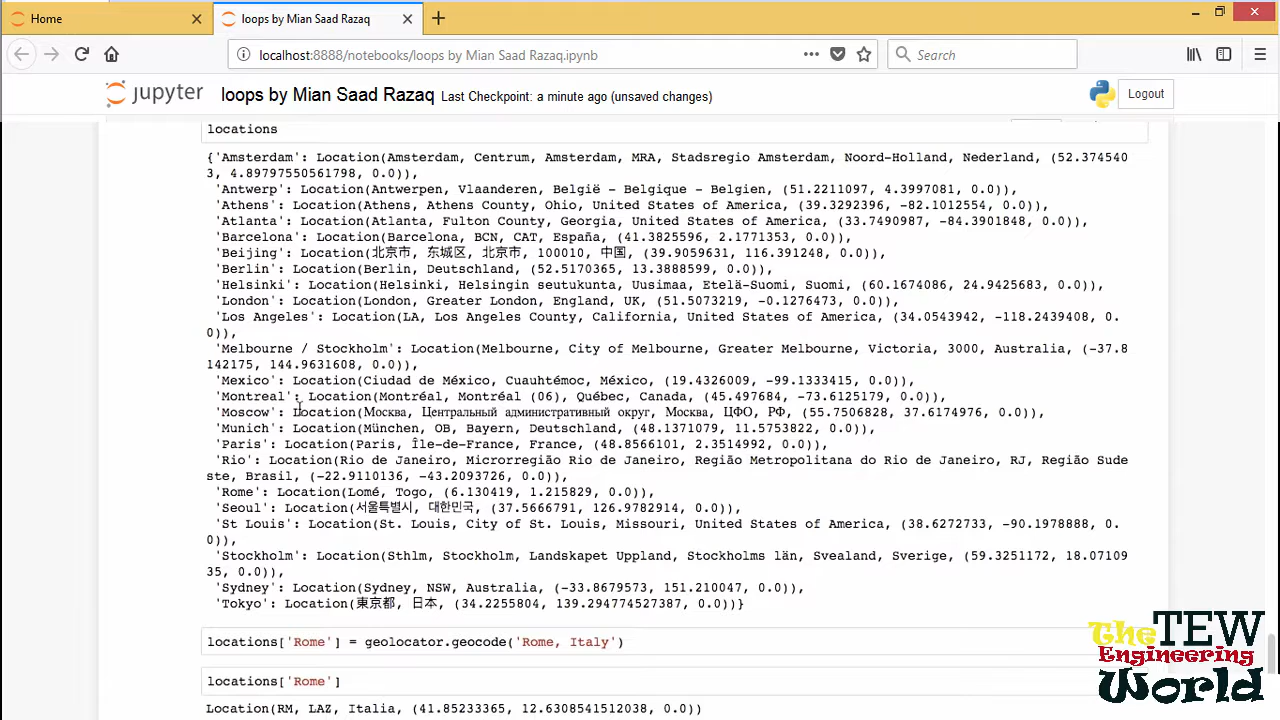 Home
loops by Mian Saad Razaq
localhost:8888/notebooks/loops by Mian Saad Razaq.ipynb
Search
jupyter
loops by Mian Saad Razaq Last Checkpoint: a minute ago (unsaved changes)
Logout
locations
{'Amsterdam': Location(Amsterdam, Centrum, Amsterdam, MRA, Stadsregio Amsterdam, Noord-Holland, Nederland, (52.374540
3, 4.89797550561798, 0.0)),
'Antwerp': Location(Antwerpen, Vlaanderen, België - Belgique - Belgien, (51.2211097, 4.3997081, 0.0)),
'Athens': Location(Athens, Athens County, Ohio, United States of America, (39.3292396, -82.1012554, 0.0)),
'Atlanta': Location(Atlanta, Fulton County, Georgia, United States of America, (33.7490987, -84.3901848, 0.0)),
'Barcelona': Location(Barcelona, BCN, CAT, España, (41.3825596, 2.1771353, 0.0)),
'Beijing': Location(北京市, 东城区, 北京市, 100010, 中国, (39.9059631, 116.391248, 0.0)),
'Berlin': Location(Berlin, Deutschland, (52.5170365, 13.3888599, 0.0)),
'Helsinki': Location(Helsinki, Helsingin seutukunta, Uusimaa, Etelä-Suomi, Suomi, (60.1674086, 24.9425683, 0.0)),
'London': Location(London, Greater London, England, UK, (51.5073219, -0.1276473, 0.0)),
'Los Angeles': Location(LA, Los Angeles County, California, United States of America, (34.0543942, -118.2439408, 0.
0)),
'Melbourne / Stockholm': Location(Melbourne, City of Melbourne, Greater Melbourne, Victoria, 3000, Australia, (-37.8
142175, 144.9631608, 0.0)),
'Mexico': Location(Ciudad de México, Cuauhtémoc, México, (19.4326009, -99.1333415, 0.0)),
'Montreal': Location(Montréal, Montréal (06), Québec, Canada, (45.497684, -73.6125179, 0.0)),
'Moscow': Location(Москва, Центральный административный округ, Москва, ЦФО, РФ, (55.7506828, 37.6174976, 0.0)),
'Munich': Location(München, OB, Bayern, Deutschland, (48.1371079, 11.5753822, 0.0)),
'Paris': Location(Paris, Île-de-France, France, (48.8566101, 2.3514992, 0.0)),
'Rio': Location(Rio de Janeiro, Microrregião Rio de Janeiro, Região Metropolitana do Rio de Janeiro, RJ, Região Sude
ste, Brasil, (-22.9110136, -43.2093726, 0.0)),
'Rome': Location(Lomé, Togo, (6.130419, 1.215829, 0.0)),
'Seoul': Location(서울특별시, 대한민국, (37.5666791, 126.9782914, 0.0)),
'St Louis': Location(St. Louis, City of St. Louis, Missouri, United States of America, (38.6272733, -90.1978888, 0.
0)),
'Stockholm': Location(Sthlm, Stockholm, Landskapet Uppland, Stockholms län, Svealand, Sverige, (59.3251172, 18.07109
35, 0.0)),
'Sydney': Location(Sydney, NSW, Australia, (-33.8679573, 151.210047, 0.0)),
'Tokyo': Location(東京都, 日本, (34.2255804, 139.294774527387, 0.0))}
locations['Rome'] = geolocator.geocode('Rome, Italy')
locations['Rome']
Location(RM, LAZ, Italia, (41.85233365, 12.6308541512038, 0.0))
The TEW
Engineering
World